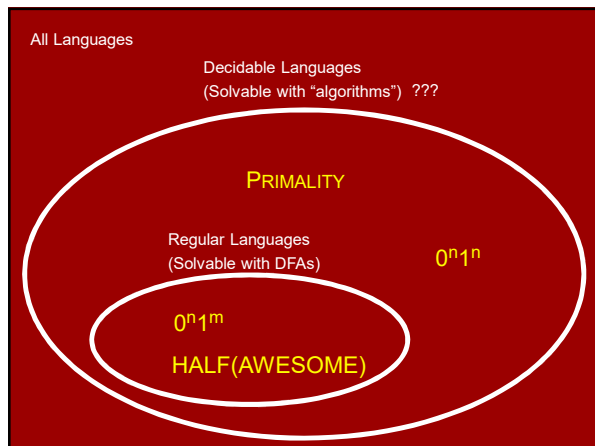 All Languages
Decidable Languages
(Solvable with “algorithms”) ???
PRIMALITY
Regular Languages
(Solvable with DFAs)
0ⁿ1ⁿ
0ⁿ1ᵐ
HALF(AWESOME)